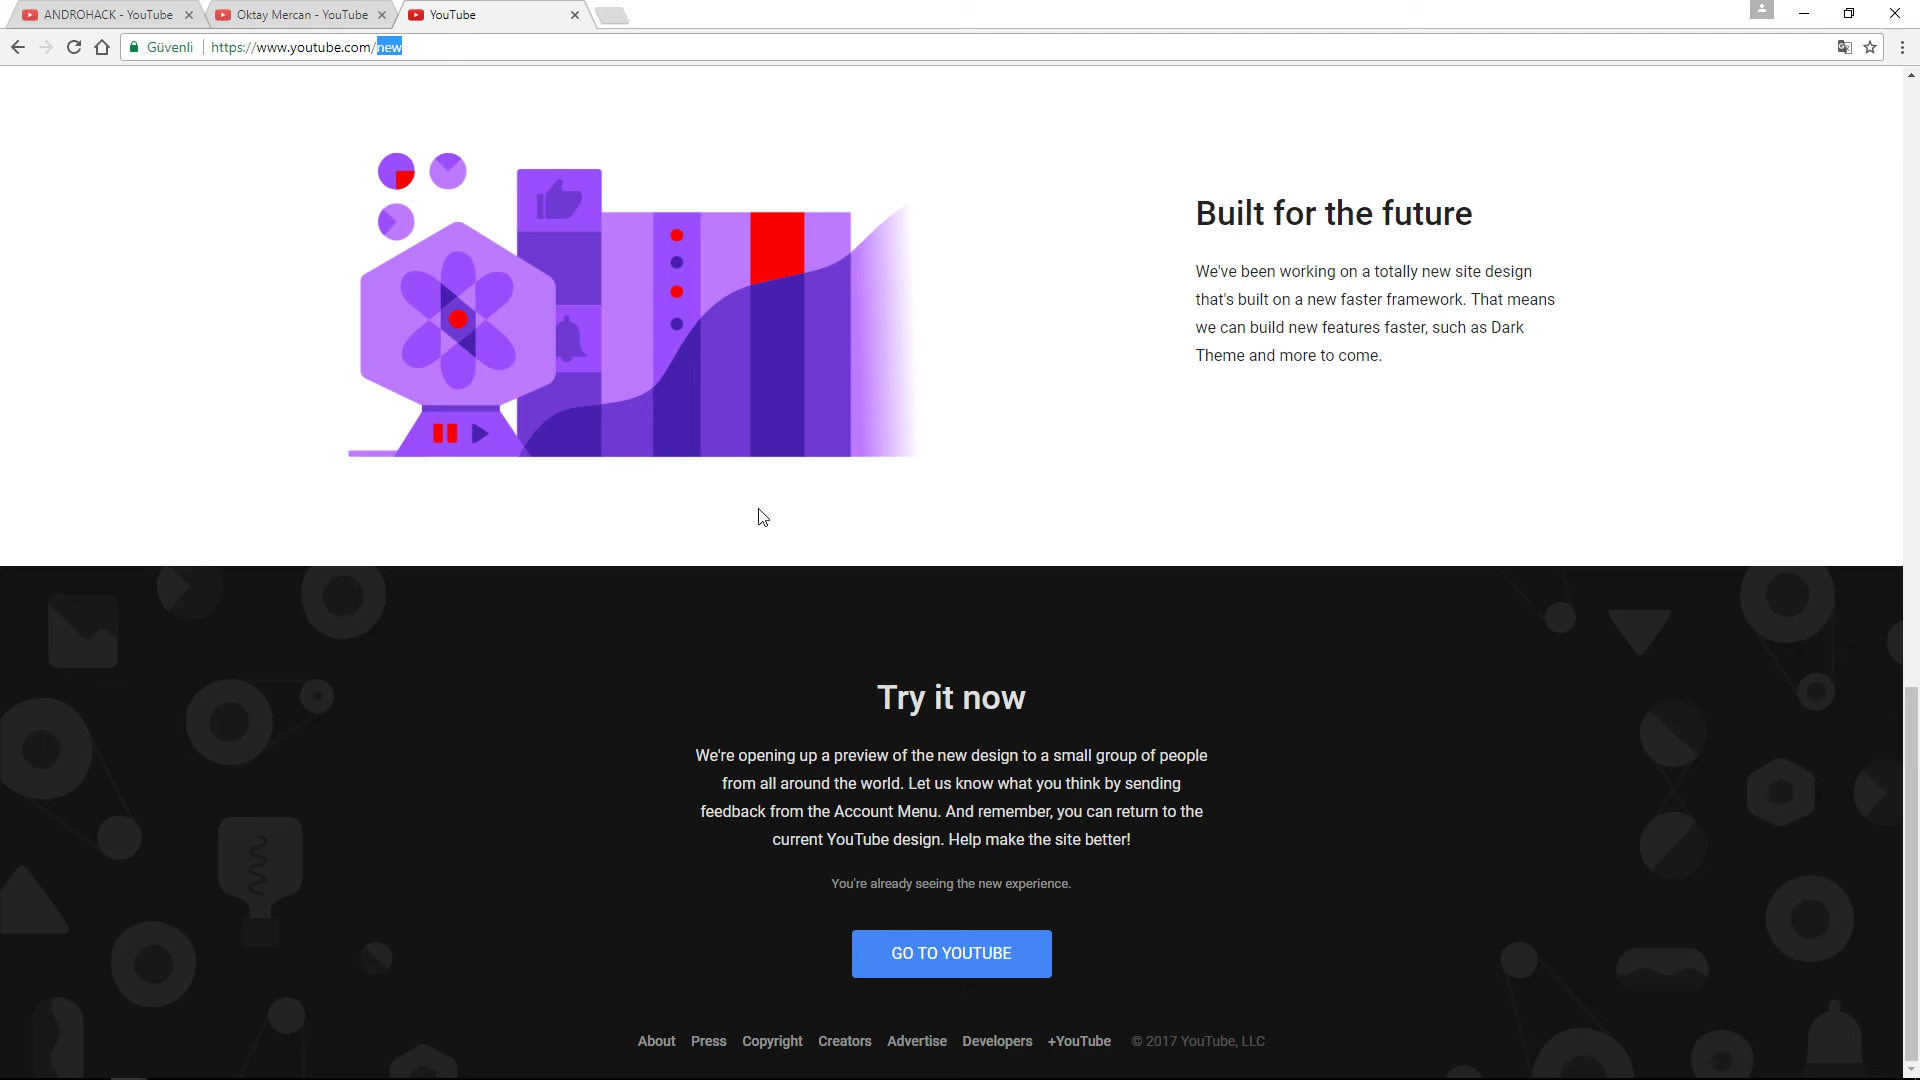 ANDROHACK - YouTube
Oktay Mercan - YouTube
YouTube
Güvenli
https://www.youtube.com/new
Built for the future
We've been working on a totally new site design
that's built on a new faster framework. That means
we can build new features faster, such as Dark
Theme and more to come.
Try it now
We're opening up a preview of the new design to a small group of people
from all around the world. Let us know what you think by sending
feedback from the Account Menu. And remember, you can return to the
current YouTube design. Help make the site better!
You're already seeing the new experience.
GO TO YOUTUBE
About Press Copyright Creators Advertise Developers +YouTube © 2017 YouTube, LLC